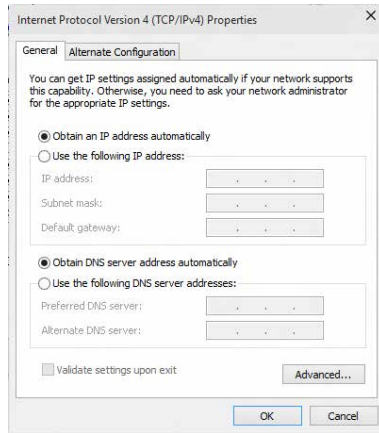 Internet Protocol Version 4 (TCP/IPv4) Properties
General
Alternate Configuration
You can get IP settings assigned automatically if your network supports
this capability. Otherwise, you need to ask your network administrator
for the appropriate IP settings.
Obtain an IP address automatically
Use the following IP address:
IP address:
Subnet mask:
Default gateway:
Obtain DNS server address automatically
Use the following DNS server addresses:
Preferred DNS server:
Alternate DNS server:
Validate settings upon exit
Advanced...
OK
Cancel